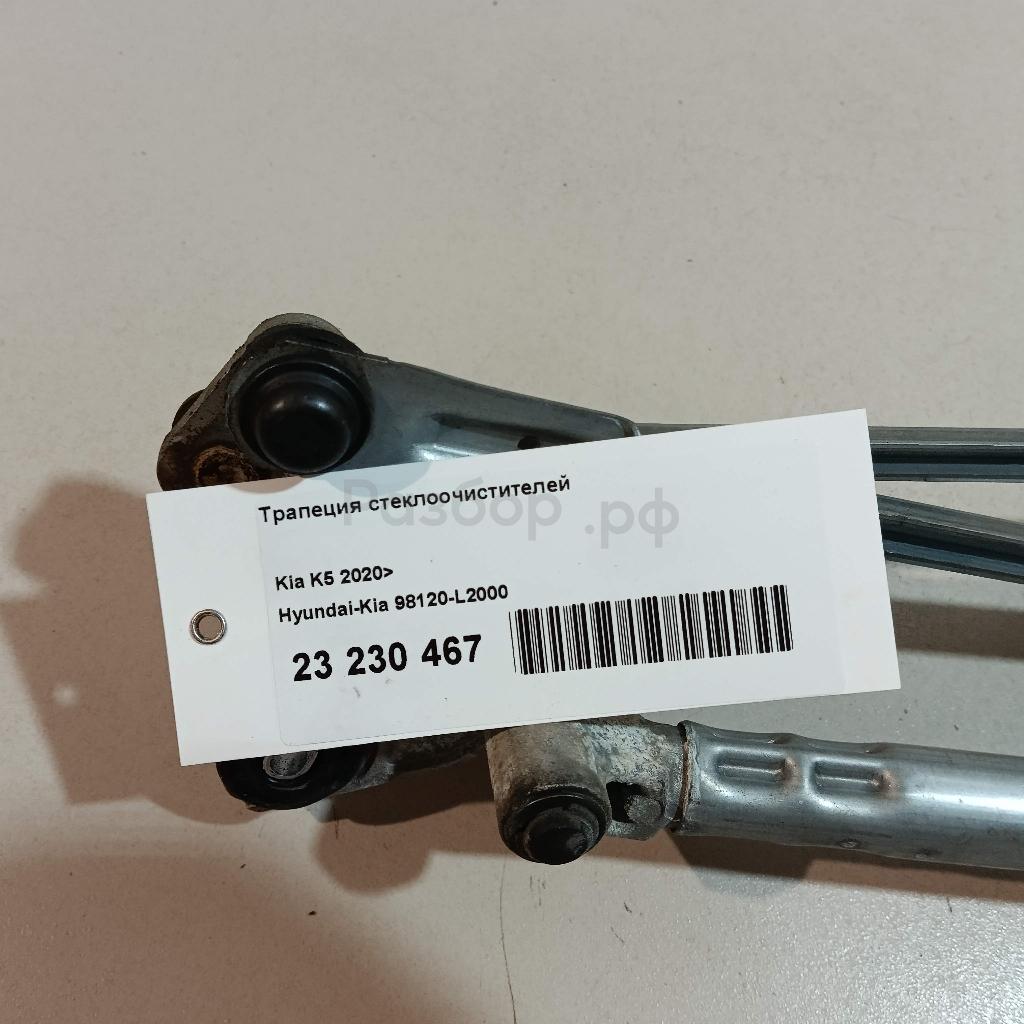 Трапеция стеклоочистителей
Разбор .рф
Kia K5 2020>
Hyundai-Kia 98120-L2000
23 230 467